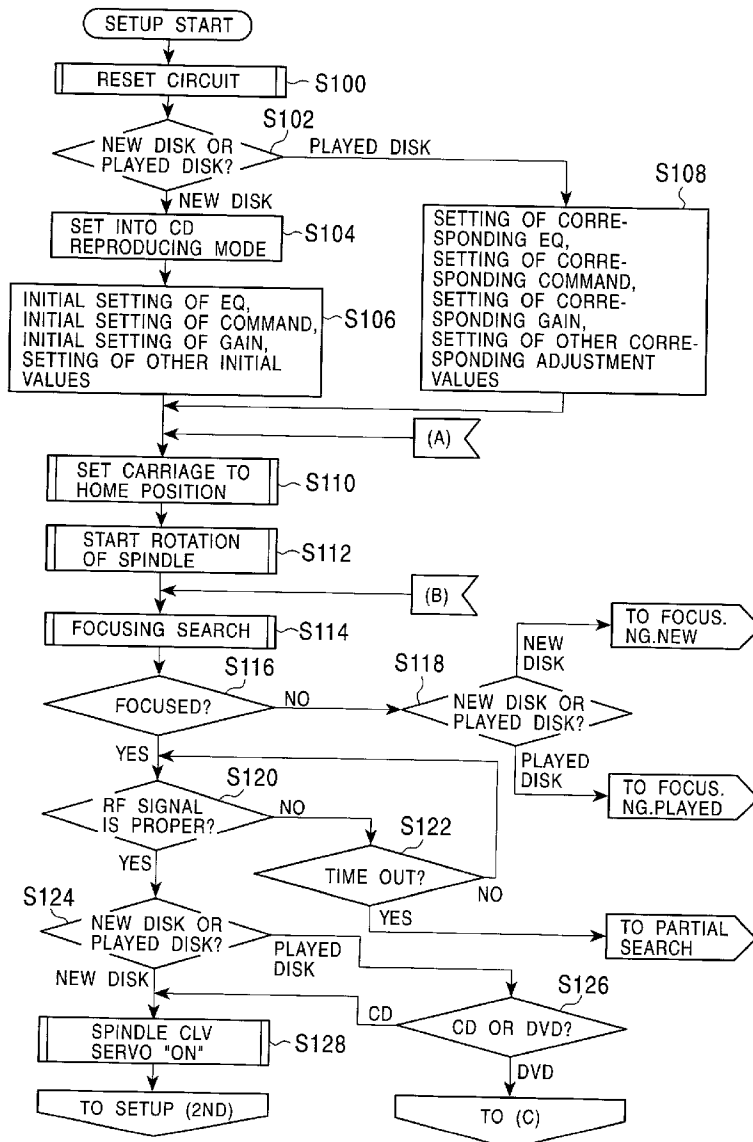 SETUP START
RESET CIRCUIT
S100
S102
NEW DISK OR
PLAYED DISK?
PLAYED DISK
NEW DISK
S108
SET INTO CD
REPRODUCING MODE
S104
SETTING OF CORRE-
SPONDING EQ,
SETTING OF CORRE-
SPONDING COMMAND,
SETTING OF CORRE-
SPONDING GAIN,
SETTING OF OTHER CORRE-
SPONDING ADJUSTMENT
VALUES
INITIAL SETTING OF EQ,
INITIAL SETTING OF COMMAND,
INITIAL SETTING OF GAIN,
SETTING OF OTHER INITIAL
VALUES
S106
(A)
SET CARRIAGE TO
HOME POSITION
S110
START ROTATION
OF SPINDLE
S112
(B)
FOCUSING SEARCH
S114
TO FOCUS.
NG.NEW
NEW
DISK
S116
FOCUSED?
NO
S118
NEW DISK OR
PLAYED DISK?
YES
PLAYED
DISK
TO FOCUS.
NG.PLAYED
S120
RF SIGNAL
IS PROPER?
NO
S122
TIME OUT?
NO
YES
YES
TO PARTIAL
SEARCH
S124
NEW DISK OR
PLAYED DISK?
PLAYED
DISK
NEW DISK
S126
CD OR DVD?
CD
SPINDLE CLV
SERVO "ON"
S128
DVD
TO SETUP (2ND)
TO (C)